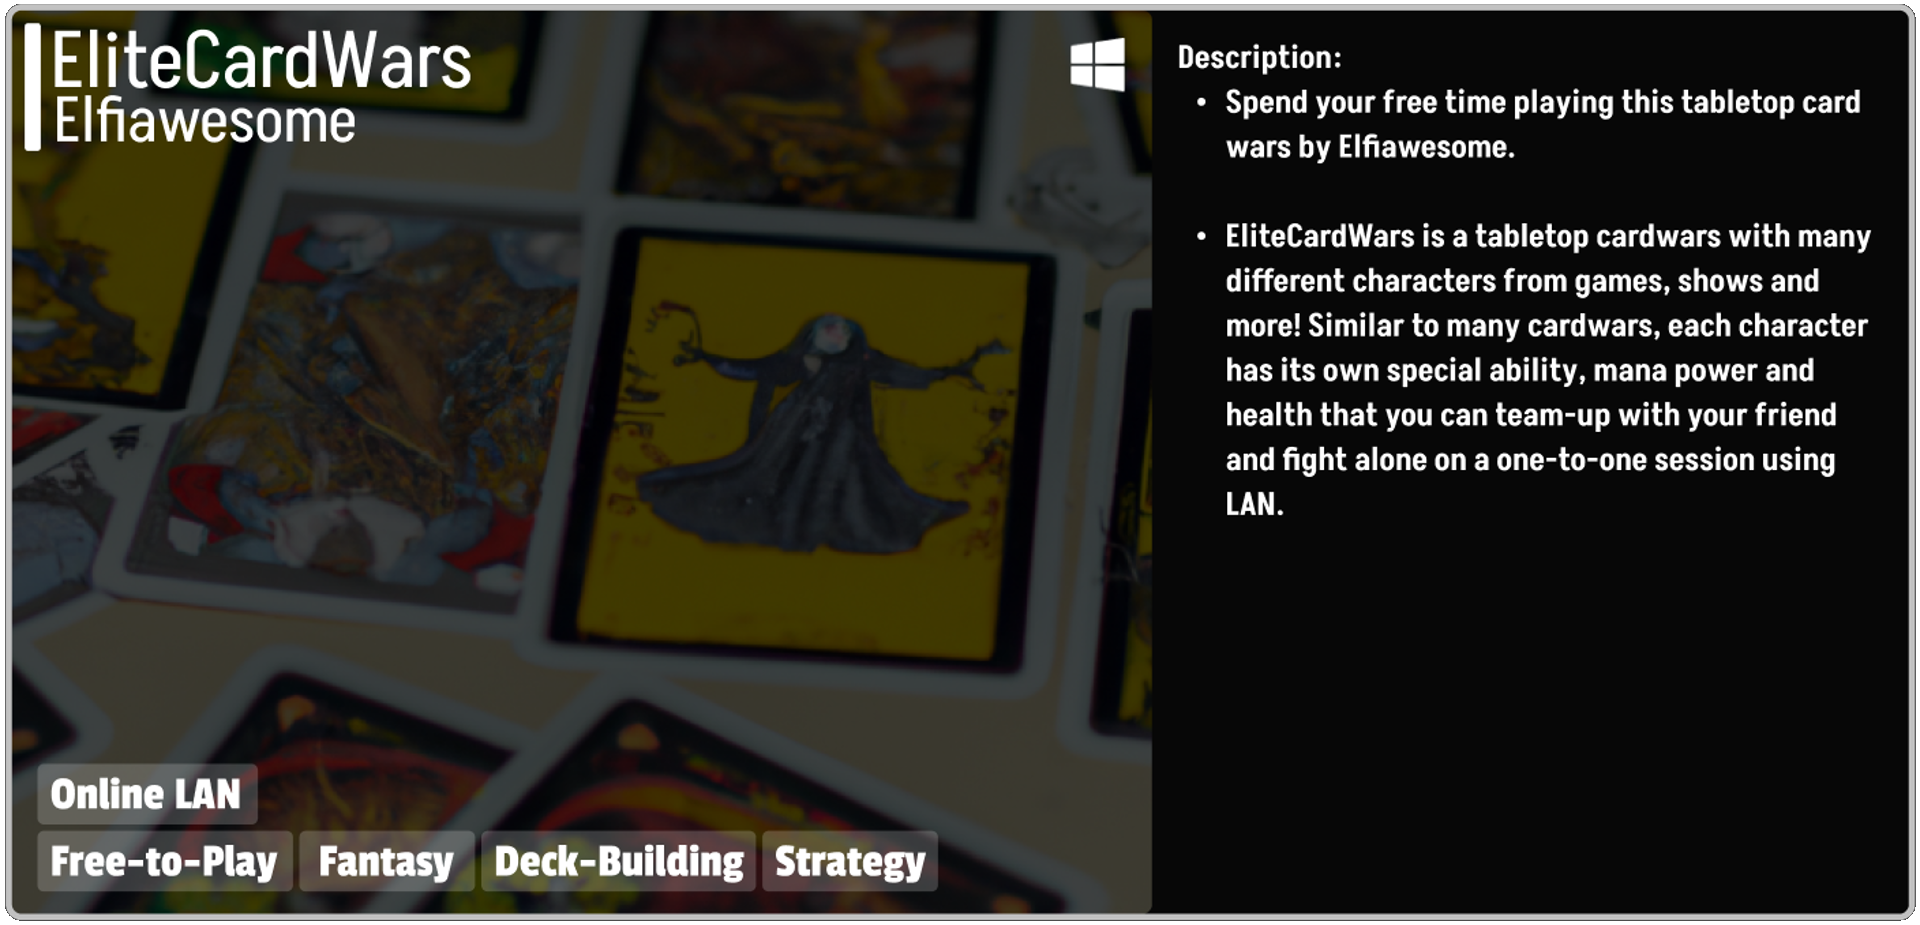 EliteCardWars
Elfiawesome
Online LAN
Free-to-Play Fantasy Deck-Building Strategy
Description:
• Spend your free time playing this tabletop card
wars by Elfiawesome.
• EliteCardWars is a tabletop cardwars with many
different characters from games, shows and
more! Similar to many cardwars, each character
has its own special ability, mana power and
health that you can team-up with your friend
and fight alone on a one-to-one session using
LAN.